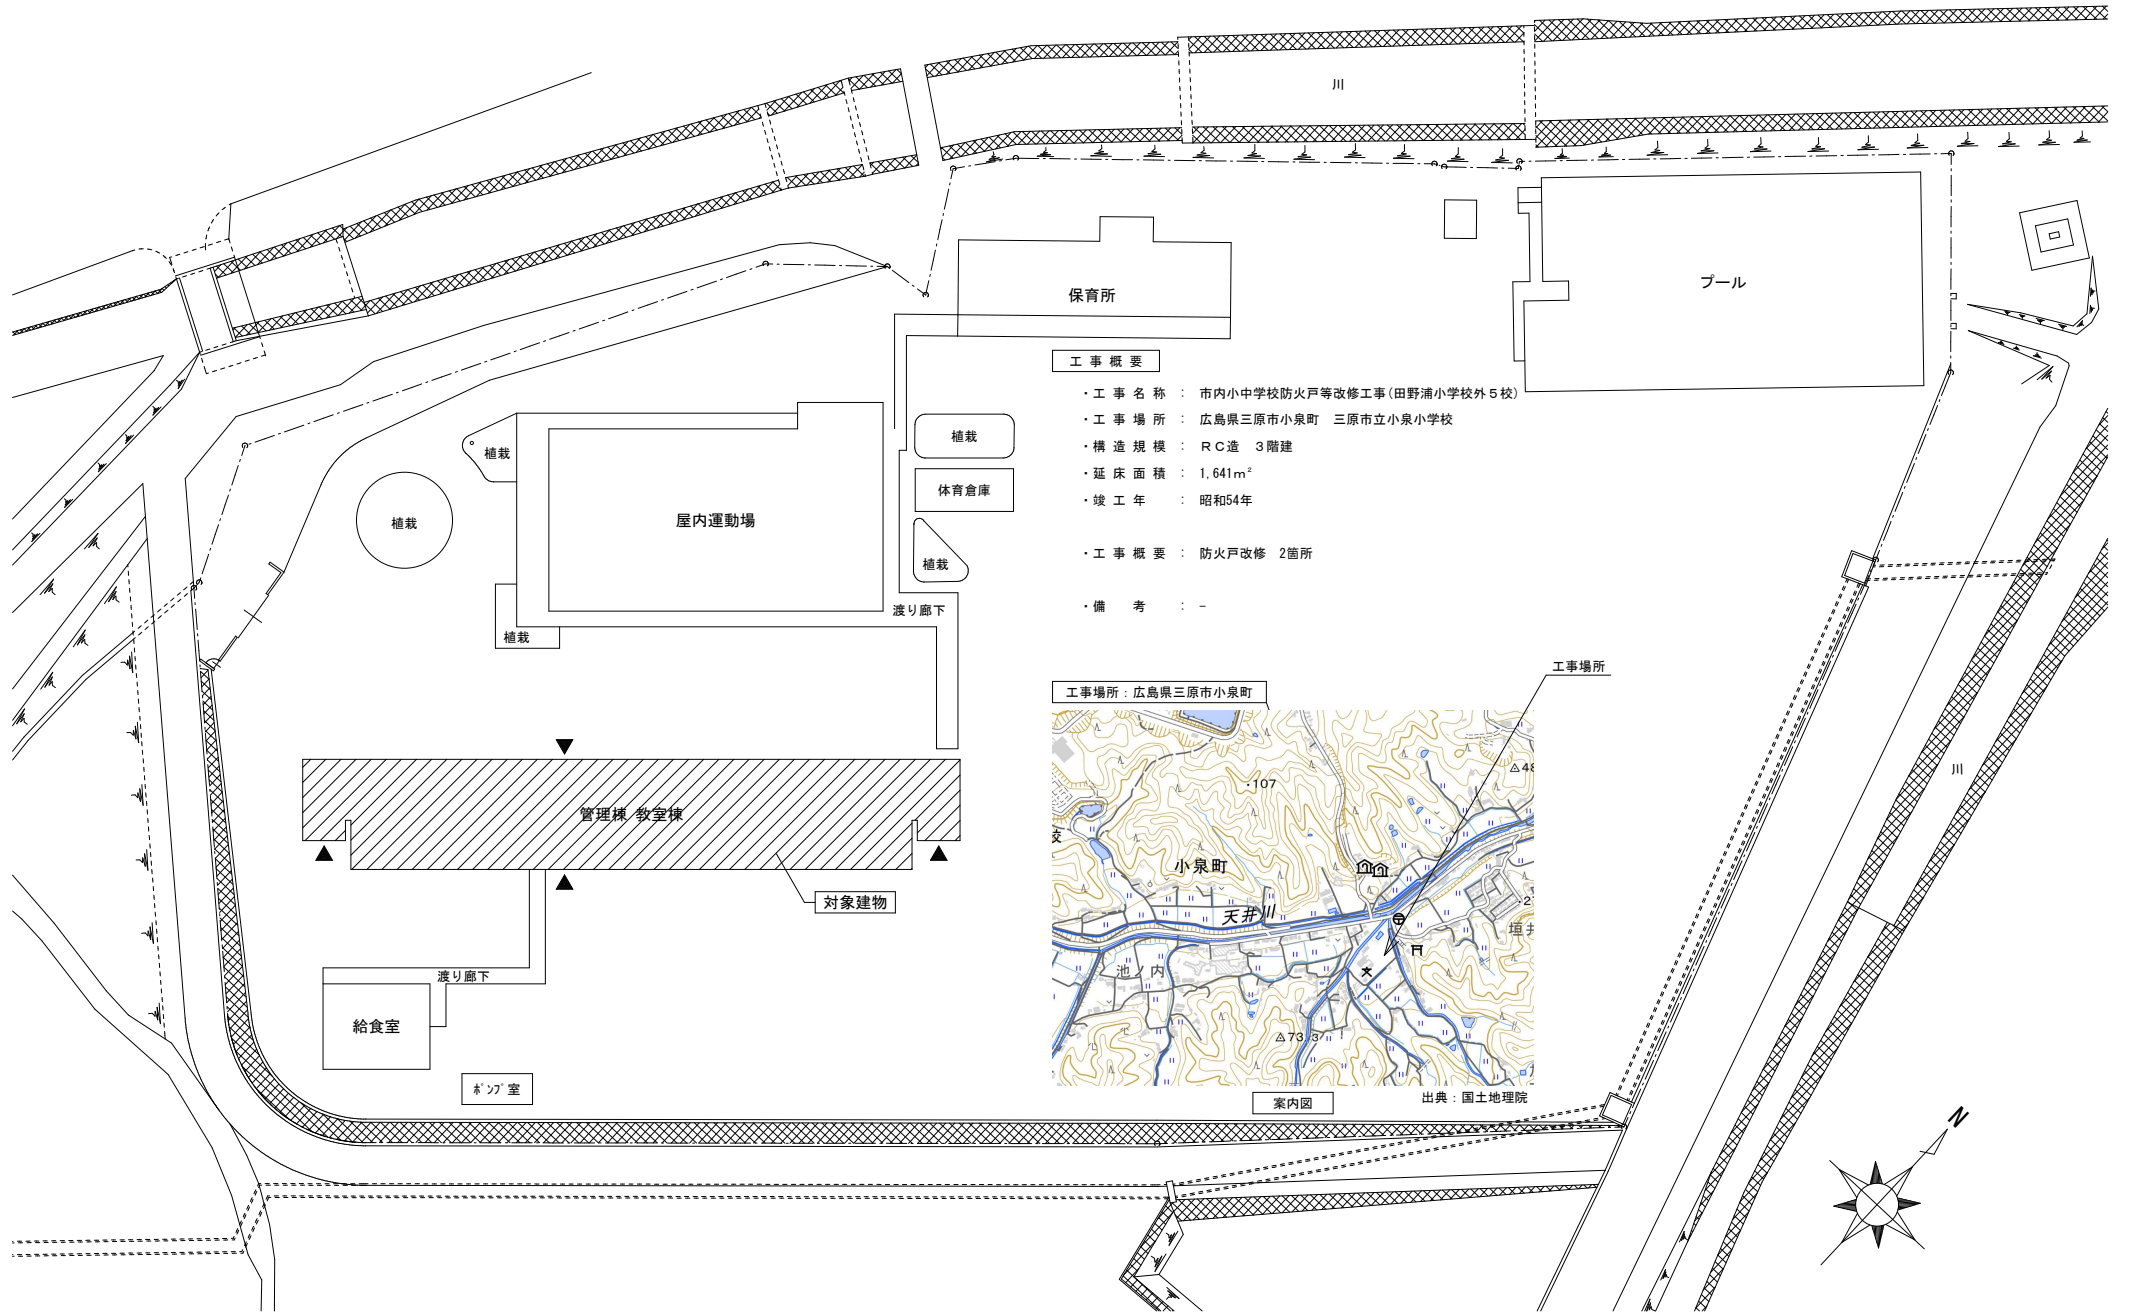 川
保育所
プール
工 事 概 要
・工 事 名 称 ： 市内小中学校防火戸等改修工事(田野浦小学校外５校)
・工 事 場 所 ： 広島県三原市小泉町　三原市立小泉小学校
・構 造 規 模 ： ＲＣ造　３階建
・延 床 面 積 ： 1,641m²
・竣 工 年 ： 昭和54年
・工 事 概 要 ： 防火戸改修　2箇所
・備　考 ： －
植栽
植栽
植栽
体育倉庫
屋内運動場
植栽
渡り廊下
植栽
工事場所
工事場所：広島県三原市小泉町
107
小泉町
天井川
池ノ内
73.3
川
管理棟 教室棟
対象建物
渡り廊下
給食室
ﾎﾟﾝﾌﾟ室
案内図
出典：国土地理院
N